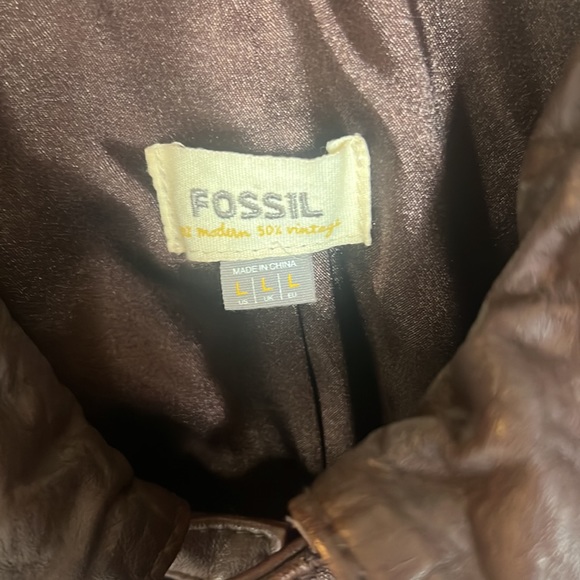 FOSSIL
modern 50% vintage
MADE IN CHINA
L L L
US UK EU